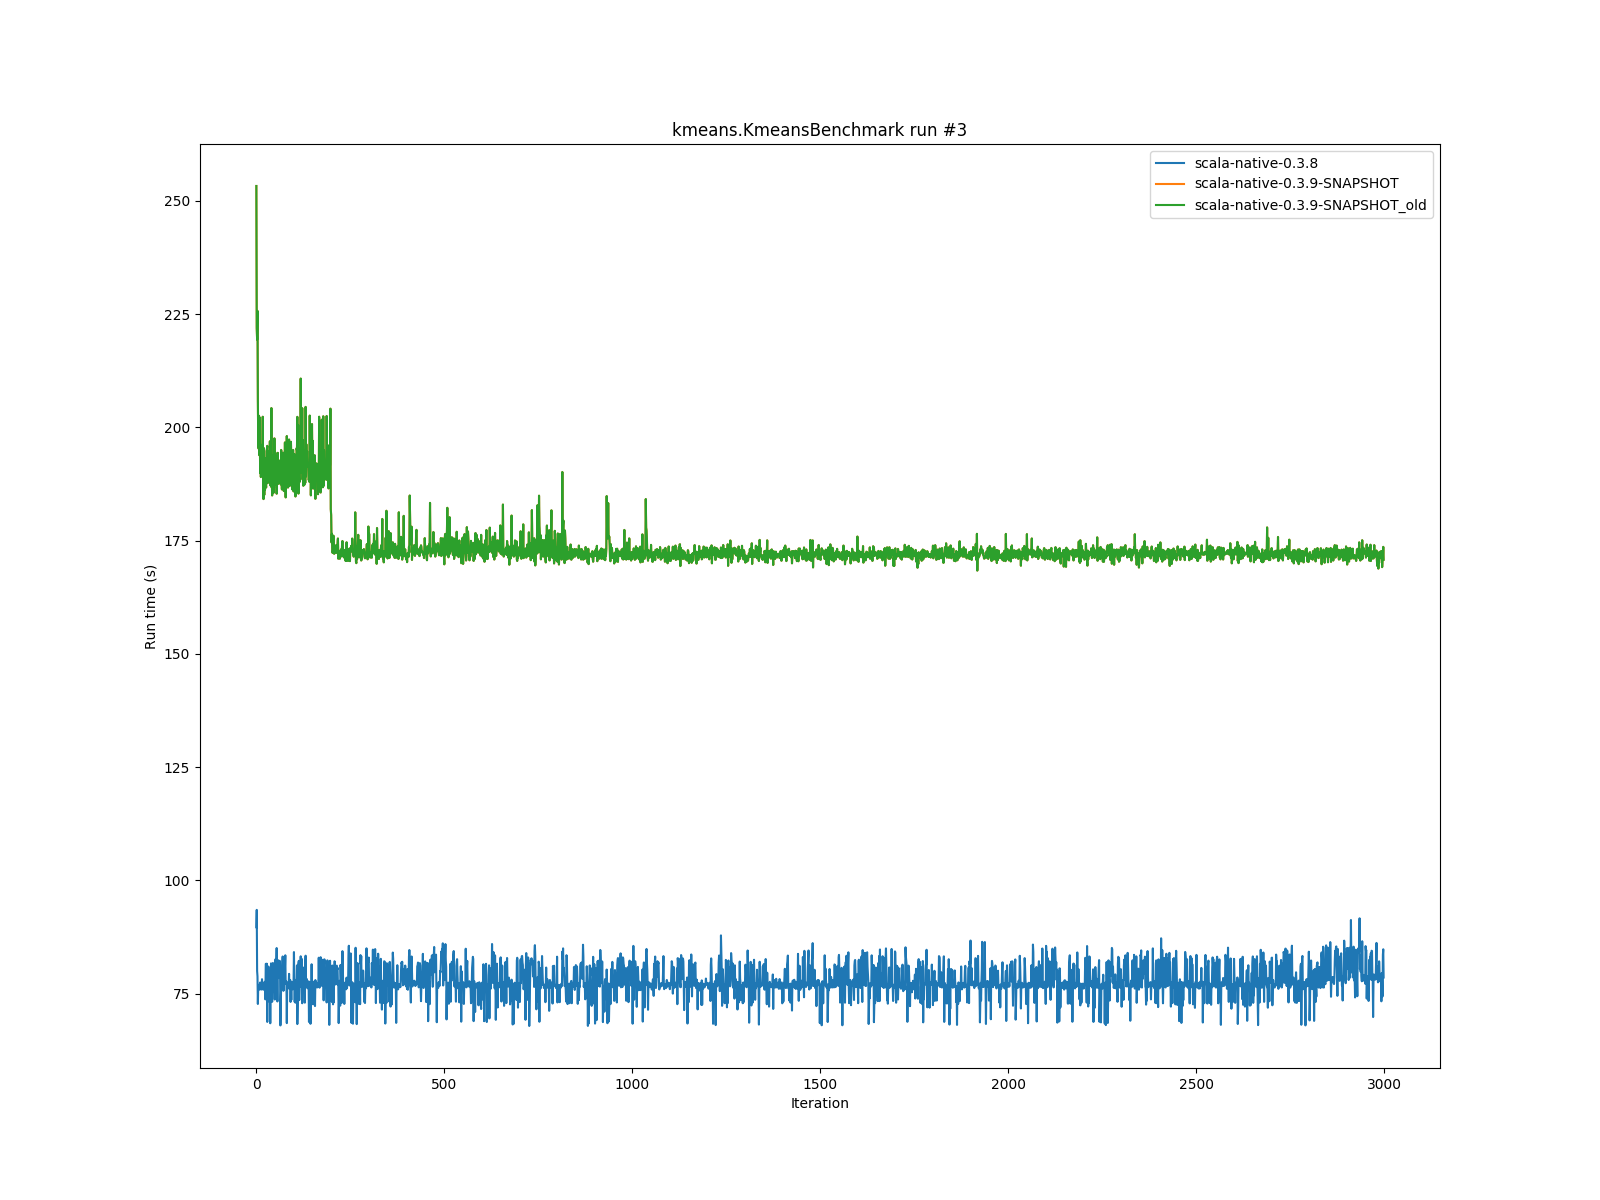 kmeans.KmeansBenchmark run #3
scala-native-0.3.8
scala-native-0.3.9-SNAPSHOT
scala-native-0.3.9-SNAPSHOT_old
250
225
200
175
150
125
100
75
Run time (s)
0 500 1000 1500 2000 2500 3000
Iteration